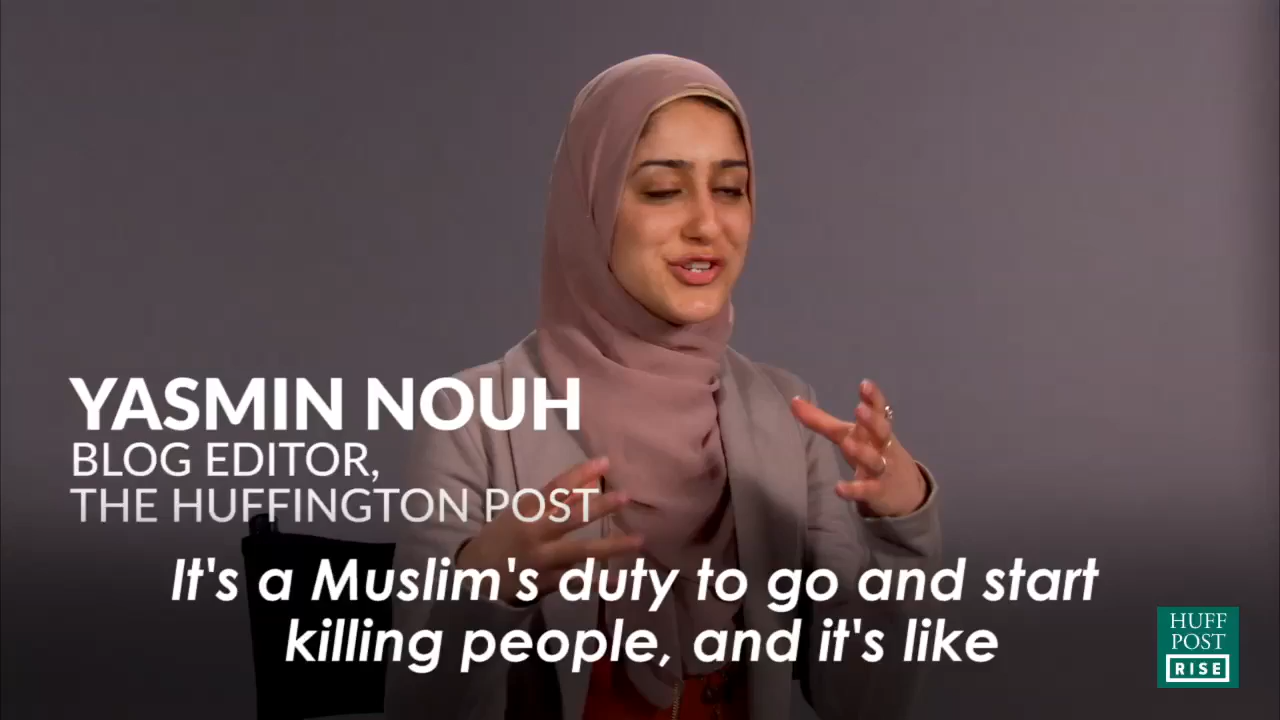 YASMIN NOUH
BLOG EDITOR,
THE HUFFINGTON POST
It's a Muslim's duty to go and start
killing people, and it's like
HUFF
POST
RISE